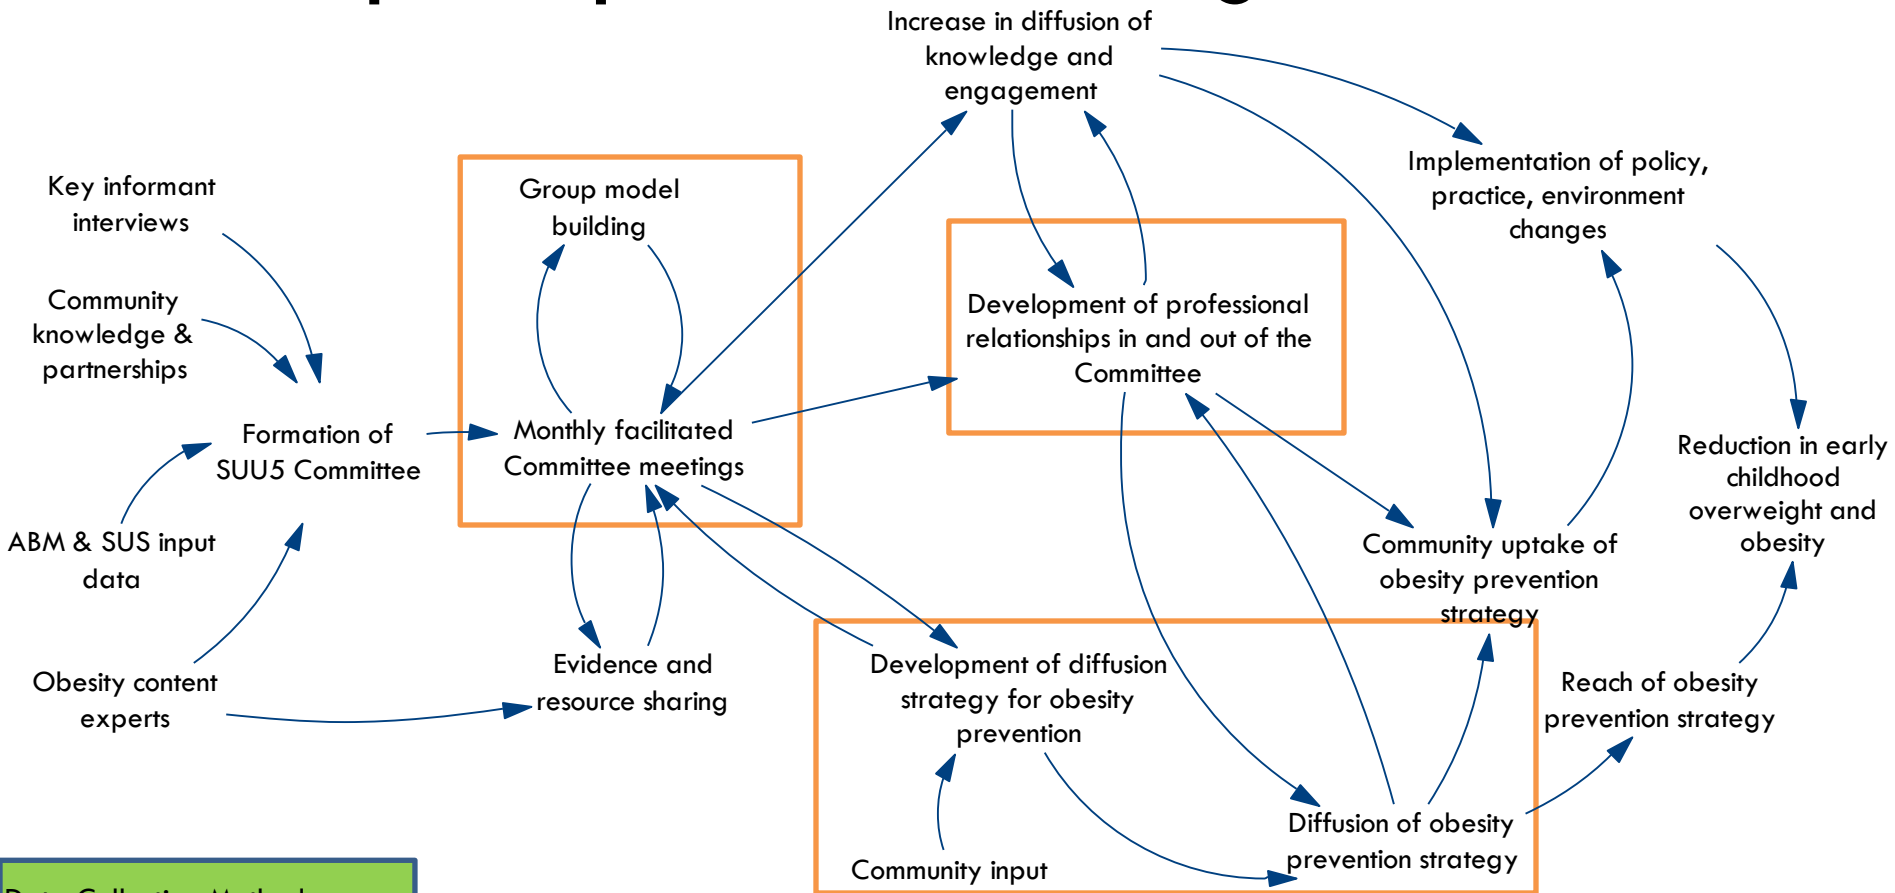 Increase in diffusion of
knowledge and
engagement
Key informant
interviews
Group model
building
Implementation of policy,
practice, environment
changes
Community
knowledge &
partnerships
Development of professional
relationships in and out of the
Committee
Formation of
SUU5 Committee
Monthly facilitated
Committee meetings
Reduction in early
childhood
overweight and
obesity
ABM & SUS input
data
Community uptake of
obesity prevention
strategy
Obesity content
experts
Evidence and
resource sharing
Development of diffusion
strategy for obesity
prevention
Reach of obesity
prevention strategy
Diffusion of obesity
prevention strategy
Community input